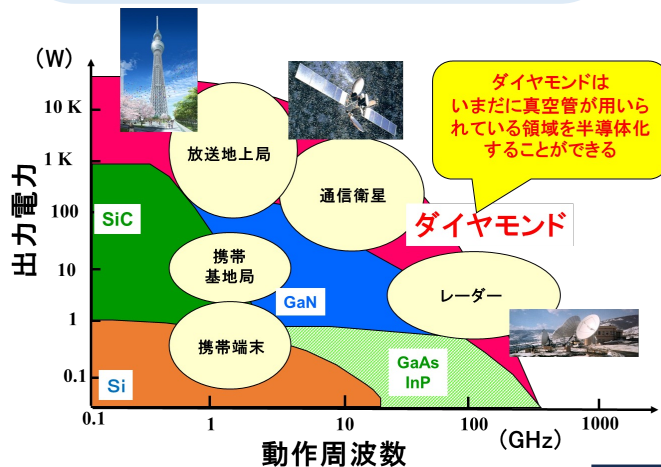 (W)
10 K
1 K
100
10
1
0.1
出力電力
放送地上局
通信衛星
ダイヤモンドは
いまだに真空管が用いら
れている領域を半導体化
することができる
ダイヤモンド
SiC
携帯
基地局
GaN
レーダー
携帯端末
GaAs
InP
Si
0.1
1
10
100
1000
(GHz)
動作周波数